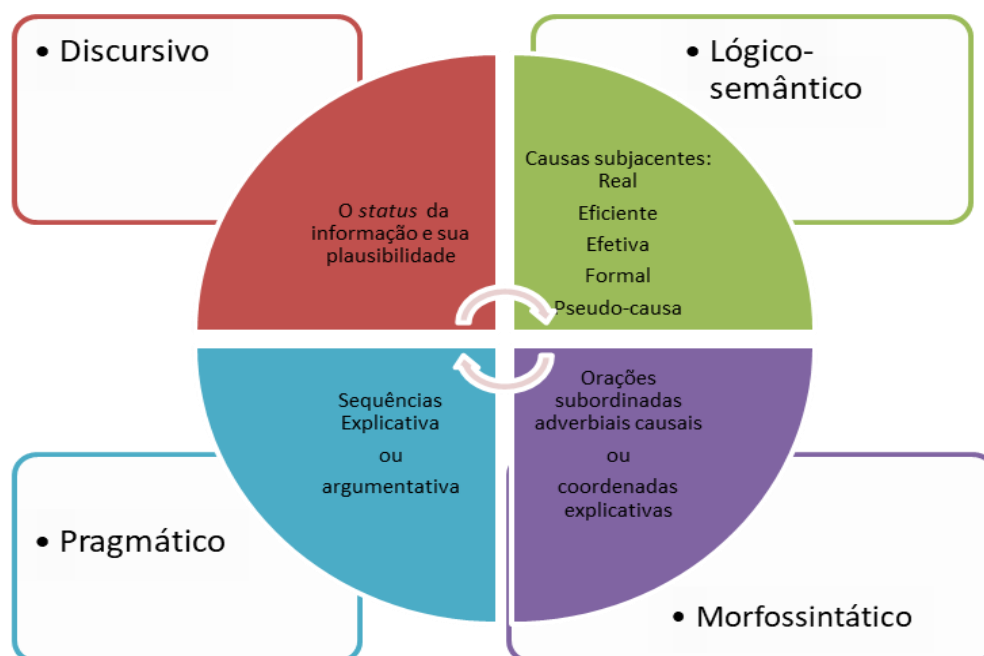 • Discursivo
O status da
informação e sua
plausibilidade
• Lógico-
semântico
Causas subjacentes:
Real
Eficiente
Efetiva
Formal
Pseudo-causa
Sequências
Explicativa
ou
argumentativa
• Pragmático
Orações
subordinadas
adverbiais causais
ou
coordenadas
explicativas
• Morfossintático